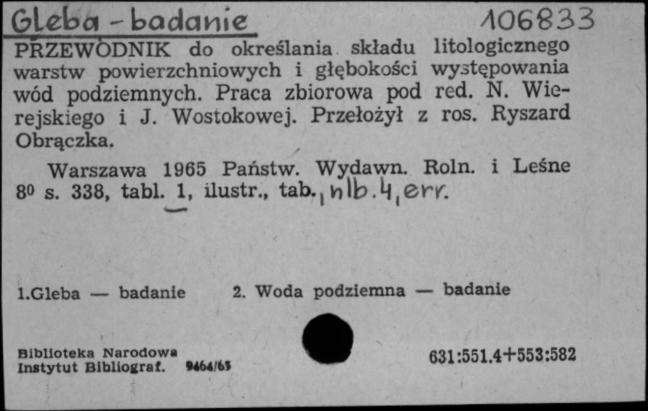 Gleba - badanie 106833
PRZEWODNIK do określania składu litologicznego
warstw powierzchniowych i głębokości występowania
wód podziemnych. Praca zbiorowa pod red. N. Wie-
rejskiego i J. Wostokowej. Przełożył z ros. Ryszard
Obrączka.
Warszawa 1965 Państw. Wydawn. Roln. i Leśne
8⁰ s. 338, tabl. 1, ilustr., tab., nlb. 4, err.
1.Gleba — badanie 2. Woda podziemna — badanie
Biblioteka Narodowa
Instytut Bibliograf. 9464/65 631:551.4+553:582